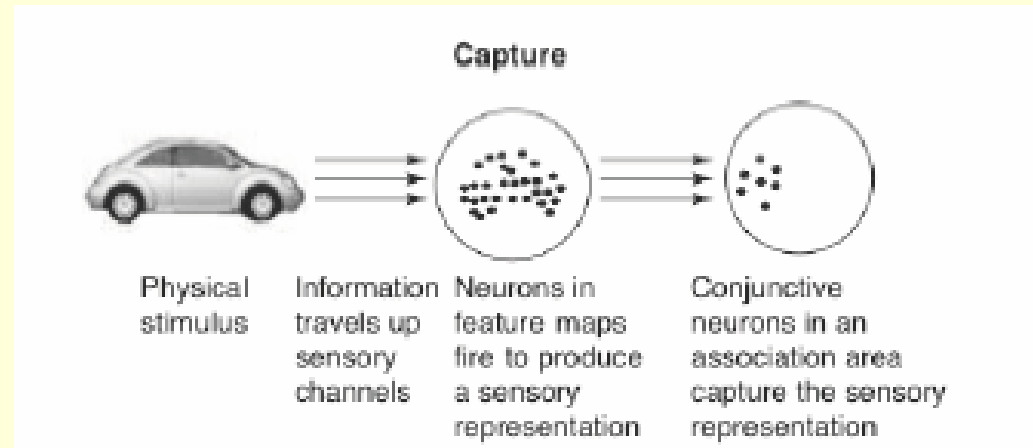 Capture
Physical
stimulus
Information
travels up
sensory
channels
Neurons in
feature maps
fire to produce
a sensory
representation
Conjunctive
neurons in an
association area
capture the sensory
representation